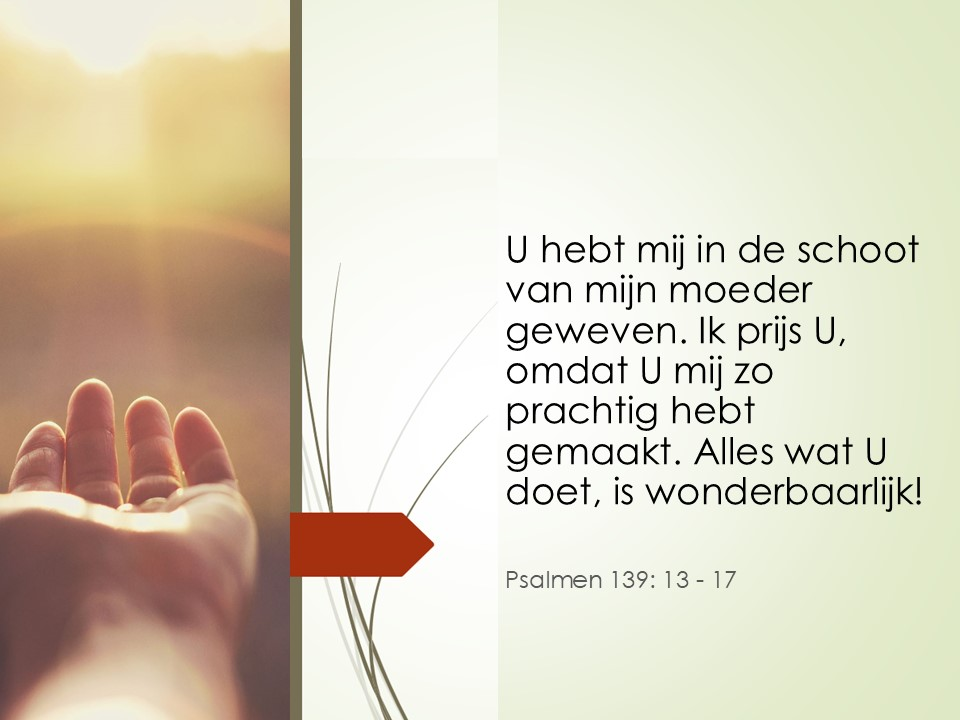 U hebt mij in de schoot
van mijn moeder
geweven. Ik prijs U,
omdat U mij zo
prachtig hebt
gemaakt. Alles wat U
doet, is wonderbaarlijk!
Psalmen 139: 13 - 17